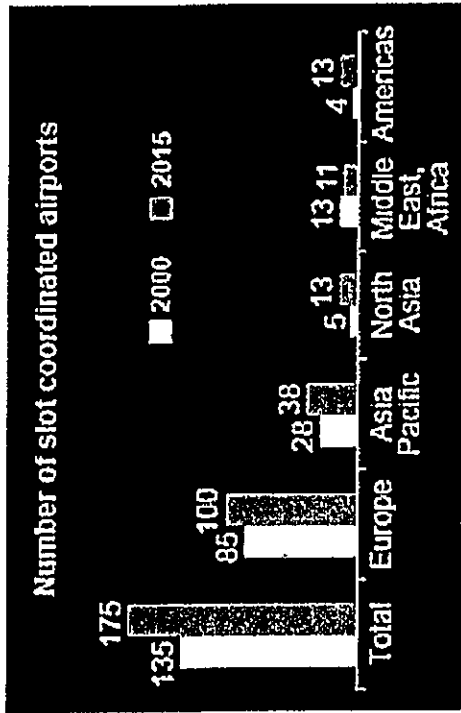 Number of slot coordinated airports
2000 2015
135 175
85 100
28 38
5 13
13 11
4 13
Total
Europe
Asia
Pacific
North
Asia
Middle
East,
Africa
Americas